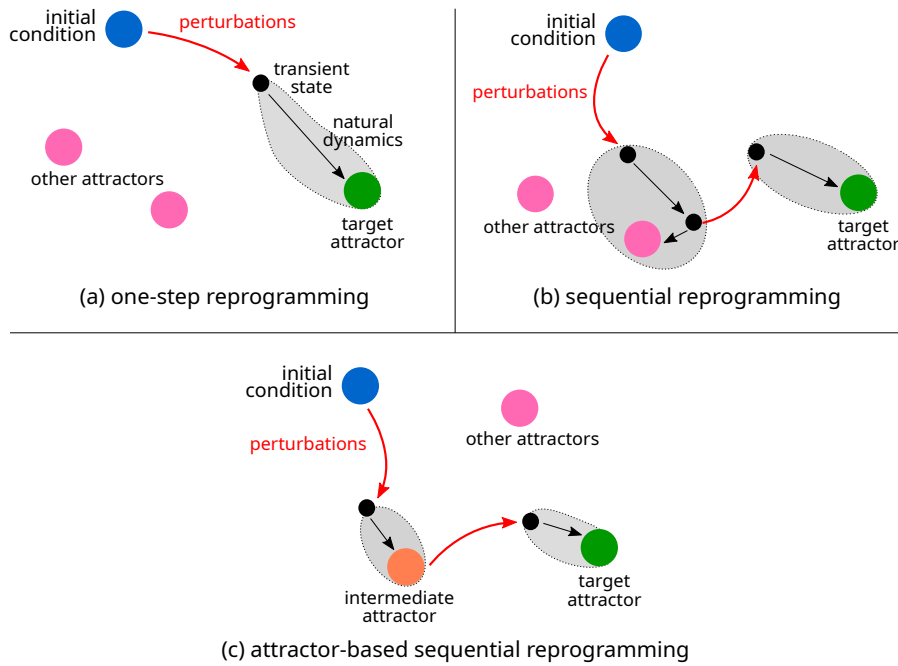 initial
condition
perturbations
transient
state
natural
dynamics
other attractors
target
attractor
(a) one-step reprogramming
initial
condition
perturbations
other attractors
target
attractor
(b) sequential reprogramming
initial
condition
other attractors
perturbations
intermediate
attractor
target
attractor
(c) attractor-based sequential reprogramming